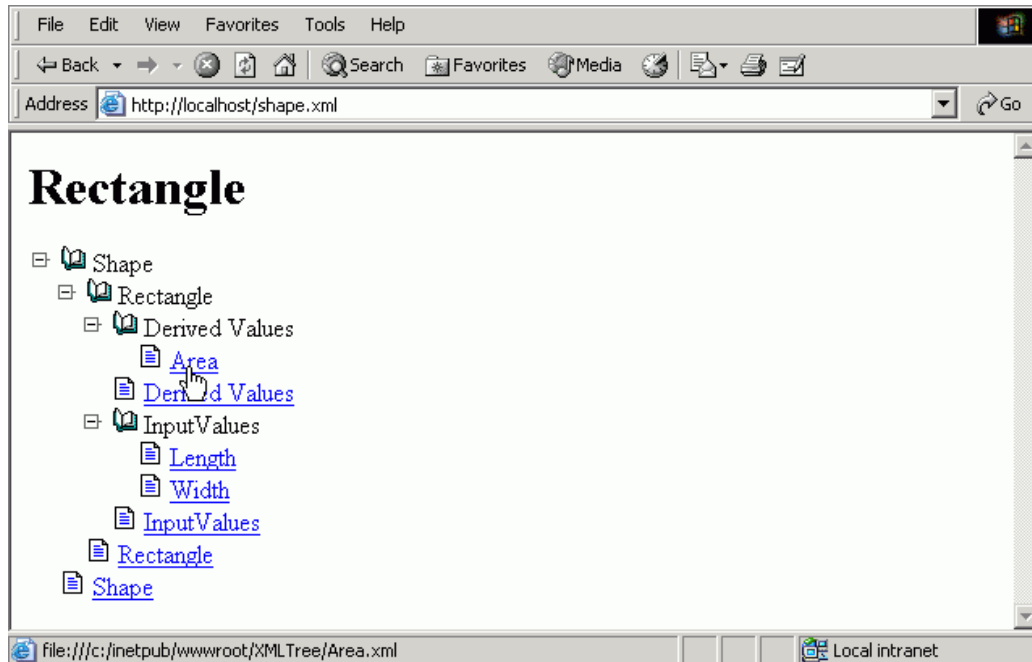 File Edit View Favorites Tools Help
Back Search Favorites Media
Address http://localhost/shape.xml Go
Rectangle
Shape
Rectangle
Derived Values
Area
Derived Values
InputValues
Length
Width
InputValues
Rectangle
Shape
file:///c:/inetpub/wwwroot/XMLTree/Area.xml Local intranet